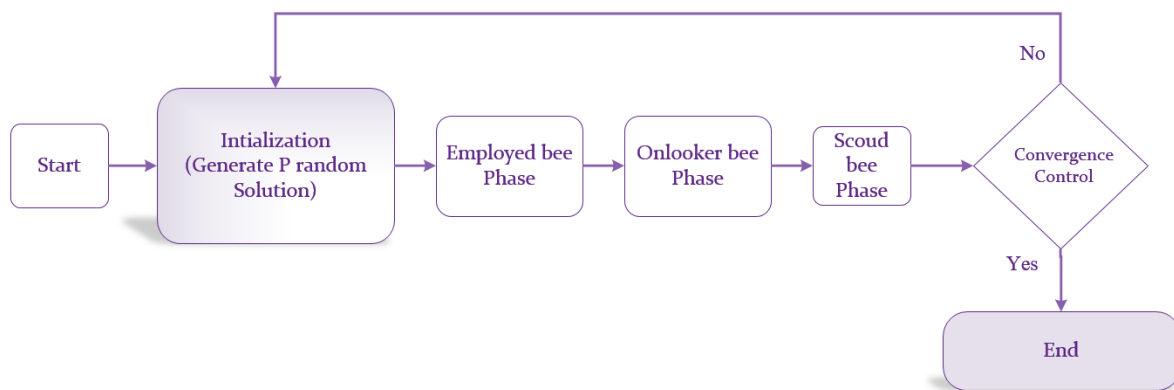 No
Start
Intialization
(Generate P random
Solution)
Employed bee
Phase
Onlooker bee
Phase
Scoud
bee
Phase
Convergence
Control
Yes
End